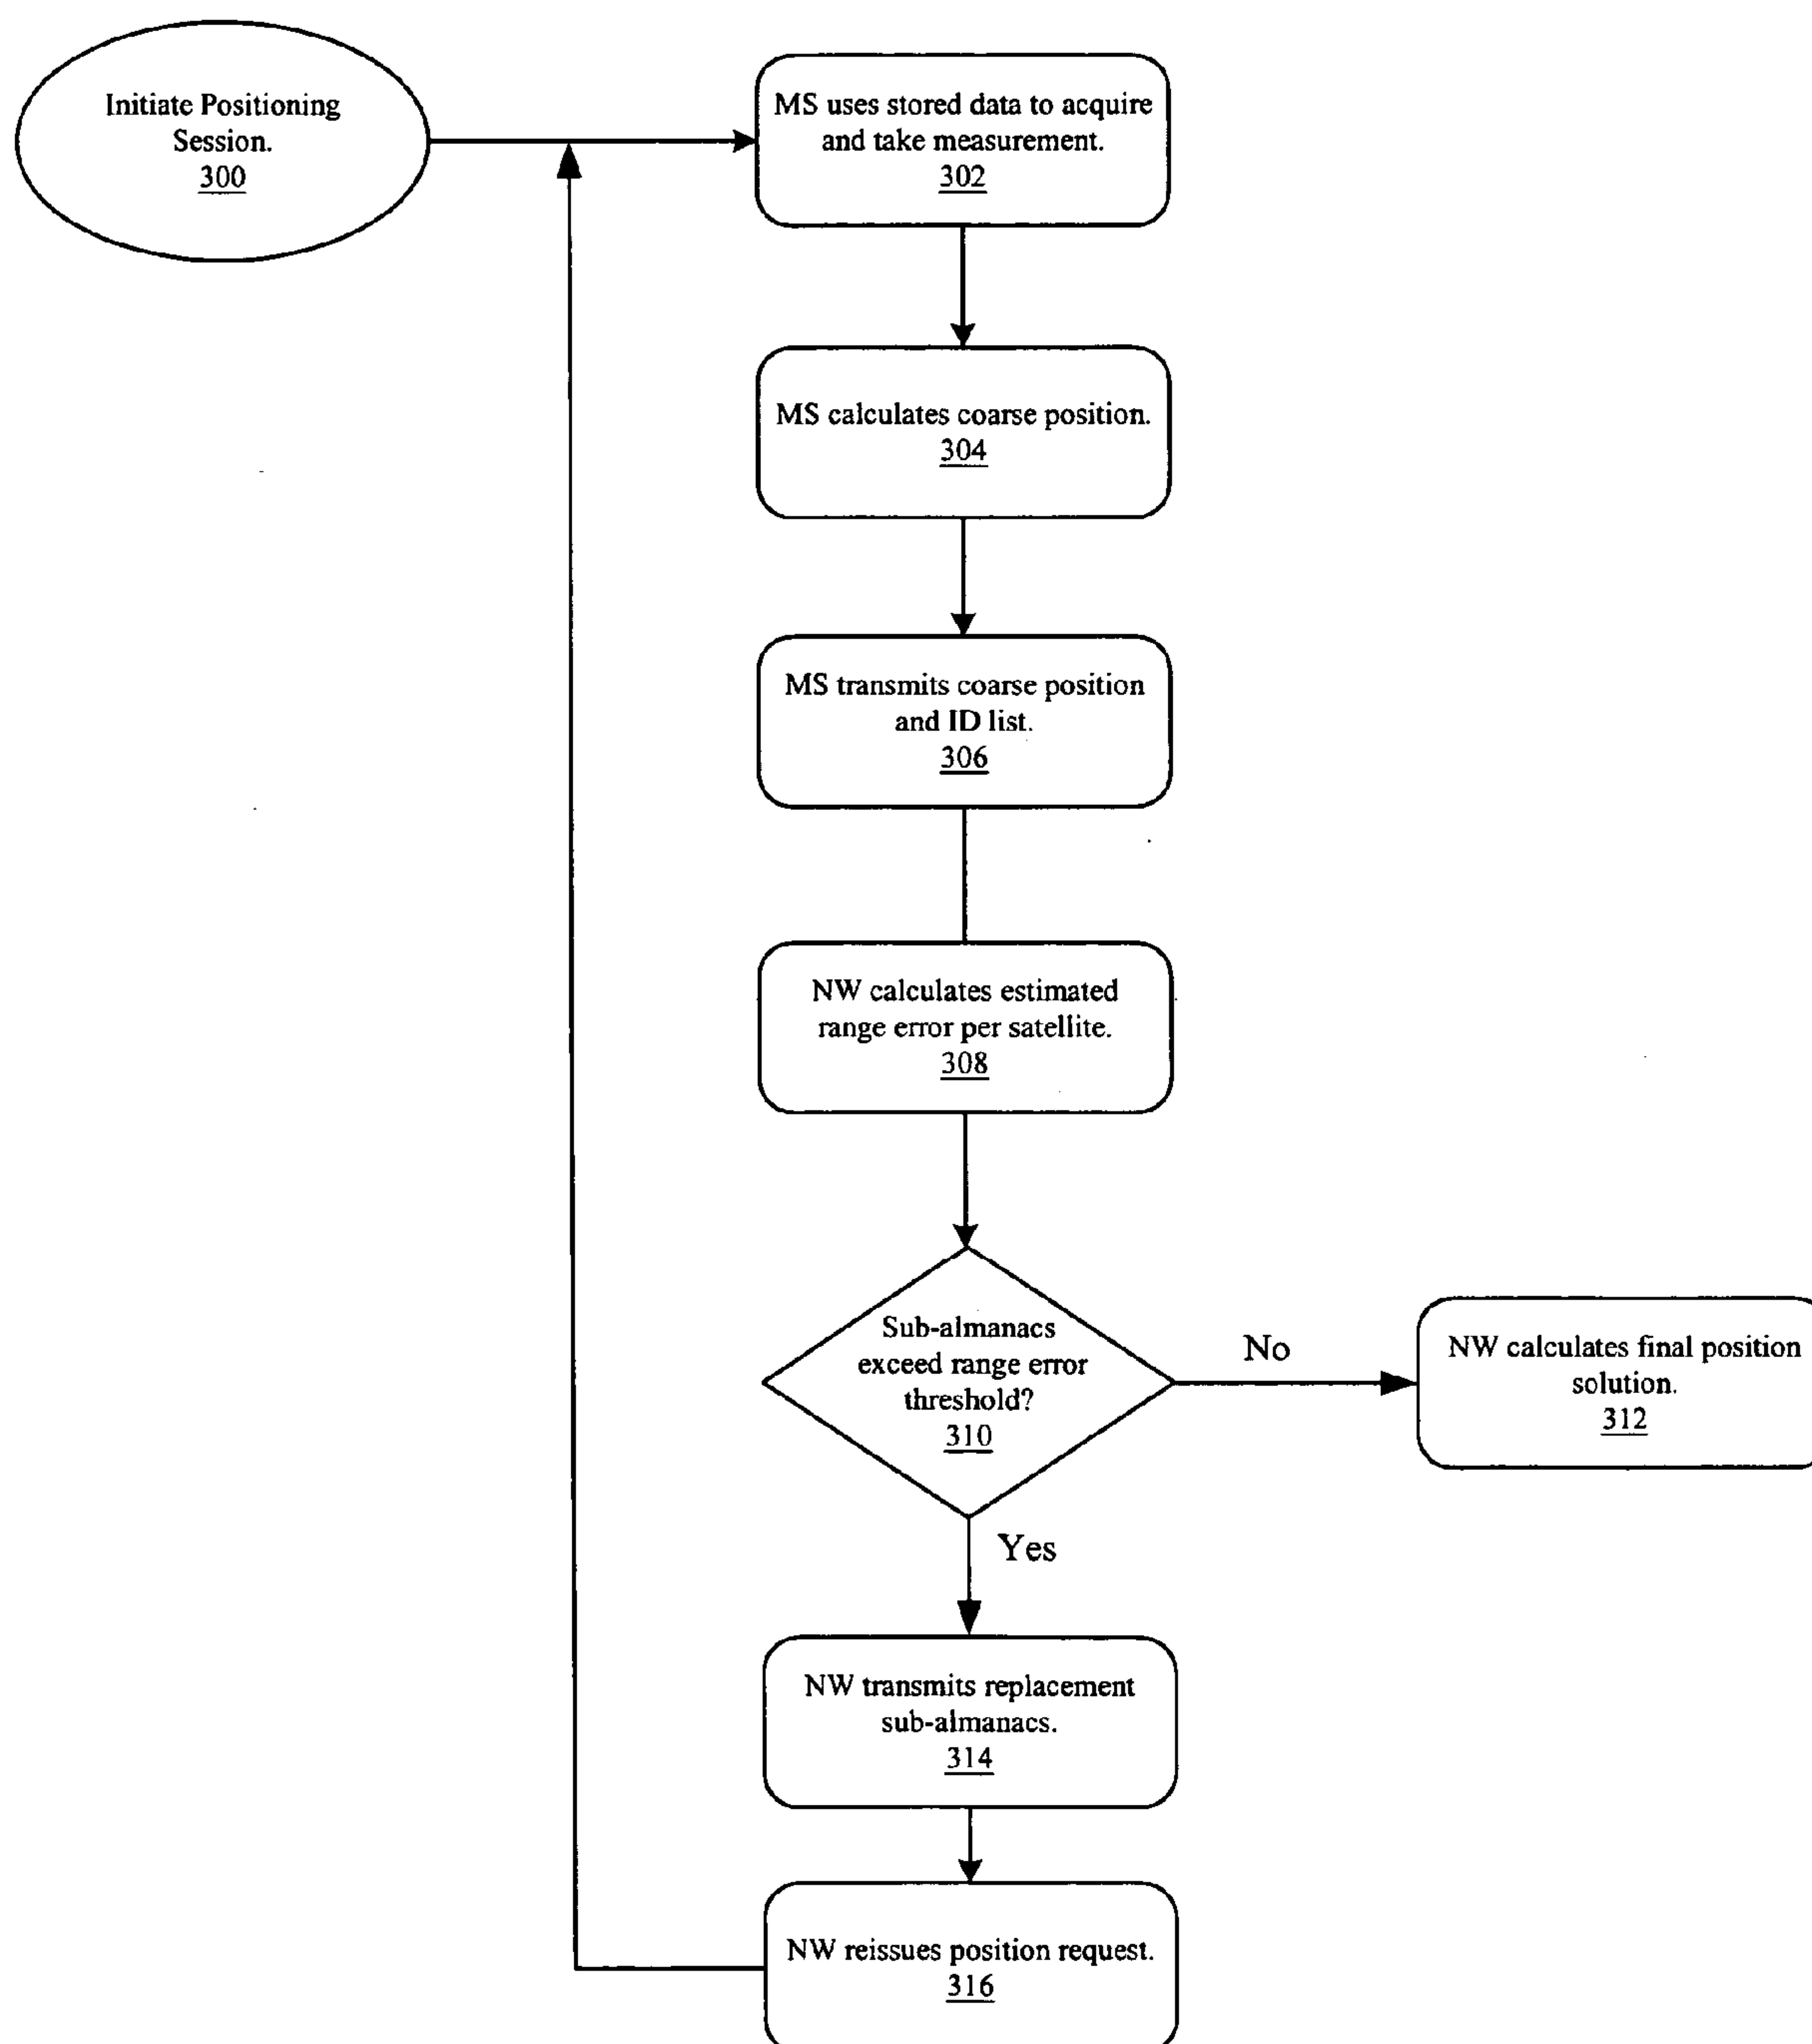 Initiate Positioning
Session.
300
MS uses stored data to acquire
and take measurement.
302
MS calculates coarse position.
304
MS transmits coarse position
and ID list.
306
NW calculates estimated
range error per satellite.
308
Sub-almanacs
exceed range error
threshold?
310
No
NW calculates final position
solution.
312
Yes
NW transmits replacement
sub-almanacs.
314
NW reissues position request.
316